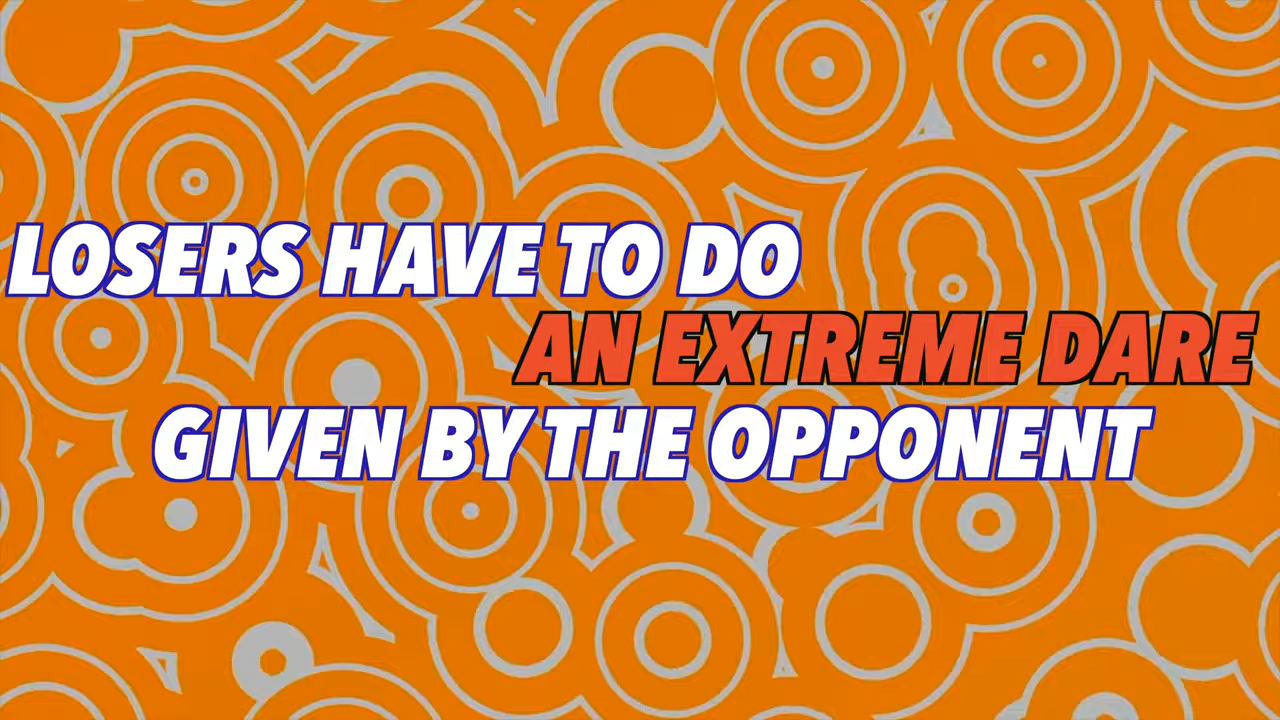 LOSERS HAVE TO DO
AN EXTREME DARE
GIVEN BY THE OPPONENT